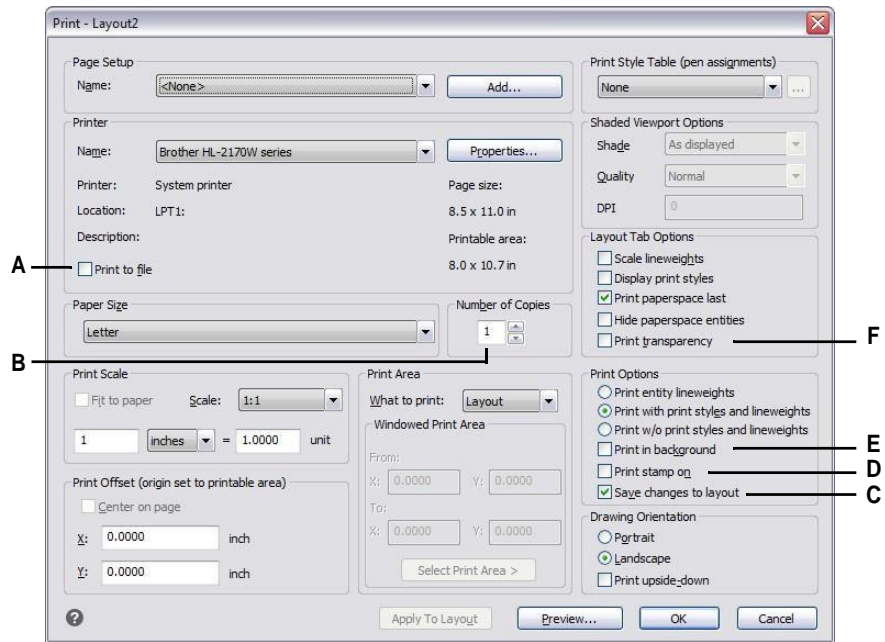 Print - Layout2
Page Setup
Name: <None> Add...
Print Style Table (pen assignments)
None ...
Printer
Name: Brother HL-2170W series Properties...
Printer: System printer Page size:
Location: LPT1: 8.5 x 11.0 in
Description: Printable area:
8.0 x 10.7 in
A Print to file
Shaded Viewport Options
Shade As displayed
Quality Normal
DPI 0
Layout Tab Options
Scale lineweights
Display print styles
Print paperspace last
Hide paperspace entities
Print transparency F
Paper Size
Letter
Number of Copies
1
B
Print Scale
Fit to paper Scale: 1:1
1 inches = 1.0000 unit
Print Offset (origin set to printable area)
Center on page
X: 0.0000 inch
Y: 0.0000 inch
Print Area
What to print: Layout
Windowed Print Area
From:
X: 0.0000 Y: 0.0000
To:
X: 0.0000 Y: 0.0000
Select Print Area >
Print Options
Print entity lineweights
Print with print styles and lineweights
Print w/o print styles and lineweights
Print in background E
Print stamp on D
Save changes to layout C
Drawing Orientation
Portrait
Landscape
Print upside-down
? Apply To Layout Preview... OK Cancel